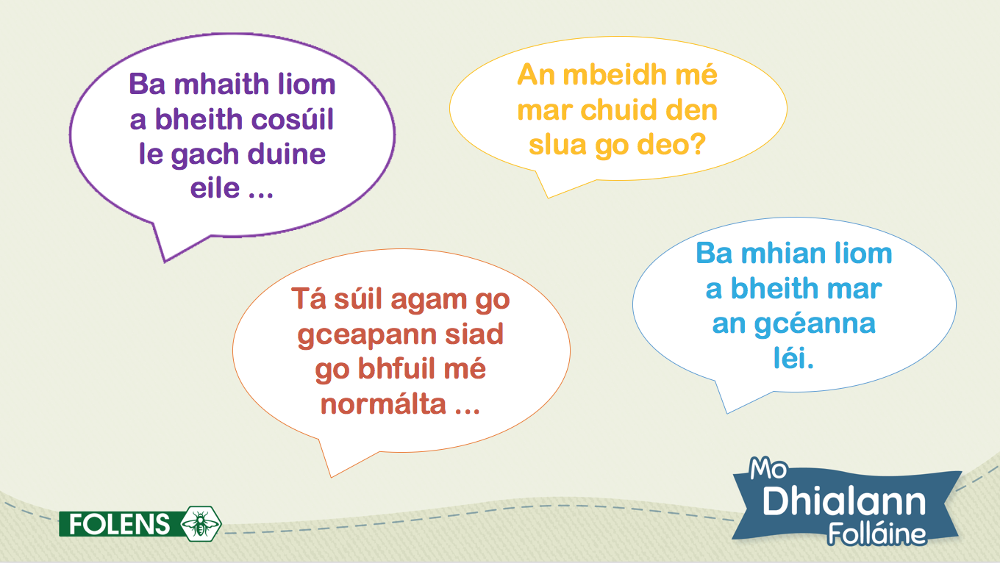 Ba mhaith liom
a bheith cosúil
le gach duine
eile ...
An mbeidh mé
mar chuid den
slua go deo?
Tá súil agam go
gceapann siad
go bhfuil mé
normálta ...
Ba mhian liom
a bheith mar
an gcéanna
léi.
FOLENS
Mo
Dhialann
Folláine